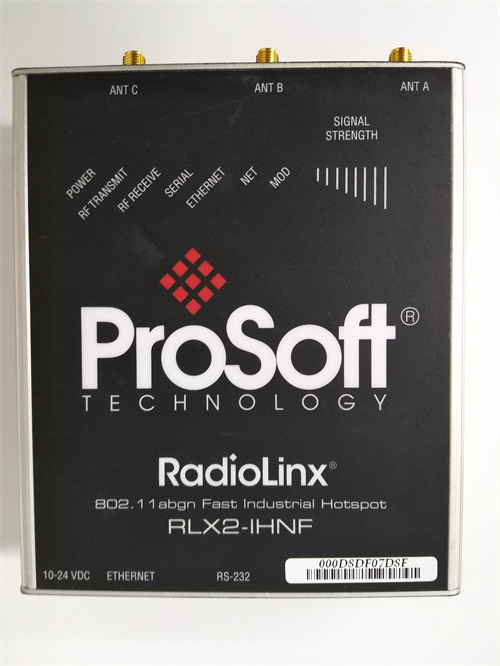 ANT C ANT B ANT A
SIGNAL
STRENGTH
POWER
RF TRANSMIT
RF RECEIVE
SERIAL
ETHERNET
NET
MOD
ProSoft®
TECHNOLOGY
RadioLinx®
802.11abgn Fast Industrial Hotspot
RLX2-IHNF
000DSDF07DSF
10-24 VDC ETHERNET RS-232